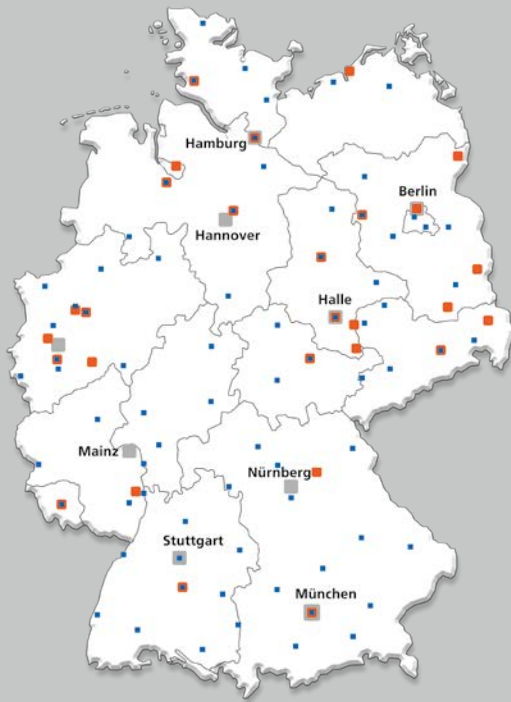 Hamburg
Berlin
Hannover
Halle
Mainz
Nürnberg
Stuttgart
München